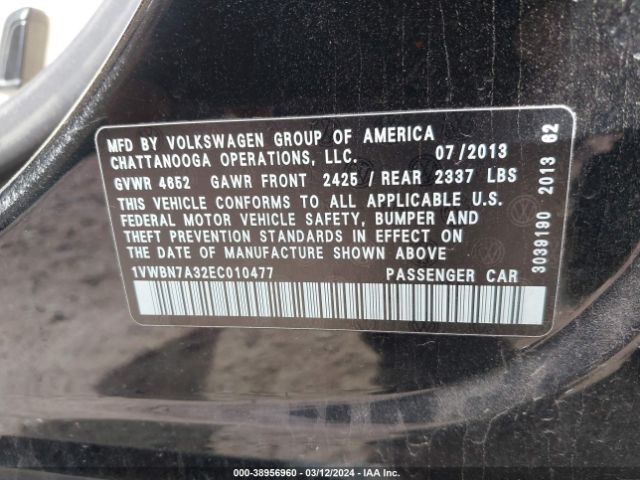 MFD BY VOLKSWAGEN GROUP OF AMERICA
CHATTANOOGA OPERATIONS, LLC. 07/2013
GVWR 4652 GAWR FRONT 2425 / REAR 2337 LBS
THIS VEHICLE CONFORMS TO ALL APPLICABLE U.S.
FEDERAL MOTOR VEHICLE SAFETY, BUMPER AND
THEFT PREVENTION STANDARDS IN EFFECT ON
THE DATE OF MANUFACTURE SHOWN ABOVE
1VWBN7A32EC010477 PASSENGER CAR
3039190 2013 62
000-38956960 - 03/12/2024 - IAA Inc.